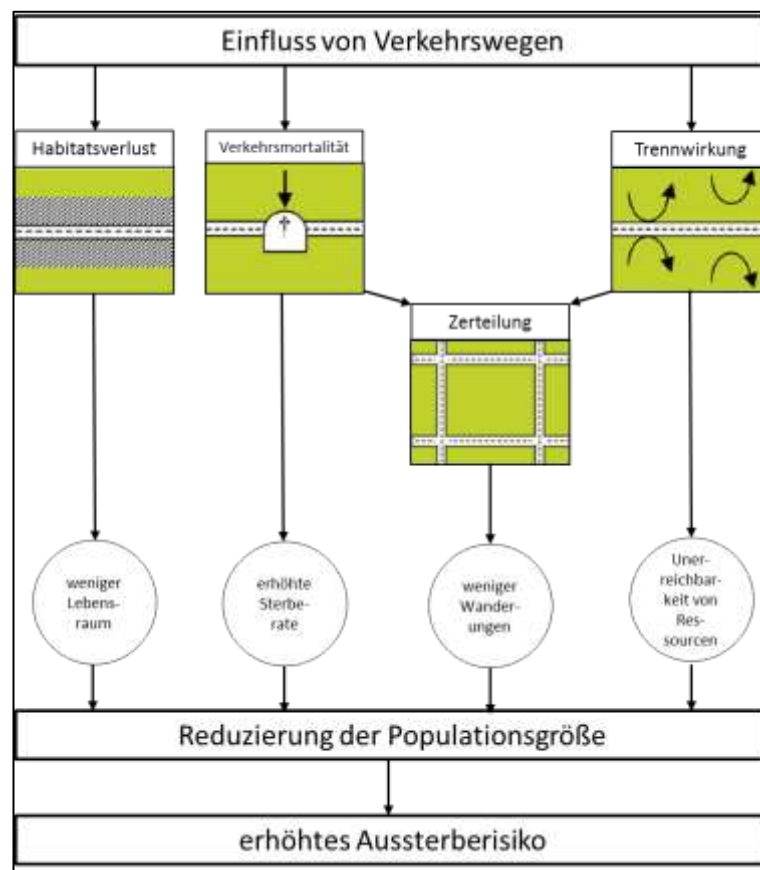 Einfluss von Verkehrswegen
Habitatsverlust
Verkehrsmortalität
Trennwirkung
Zerteilung
weniger
Lebens-
raum
erhöhte
Sterbe-
rate
weniger
Wander-
ungen
Uner-
reichbar-
keit von
Res-
sourcen
Reduzierung der Populationsgröße
erhöhtes Aussterberisiko